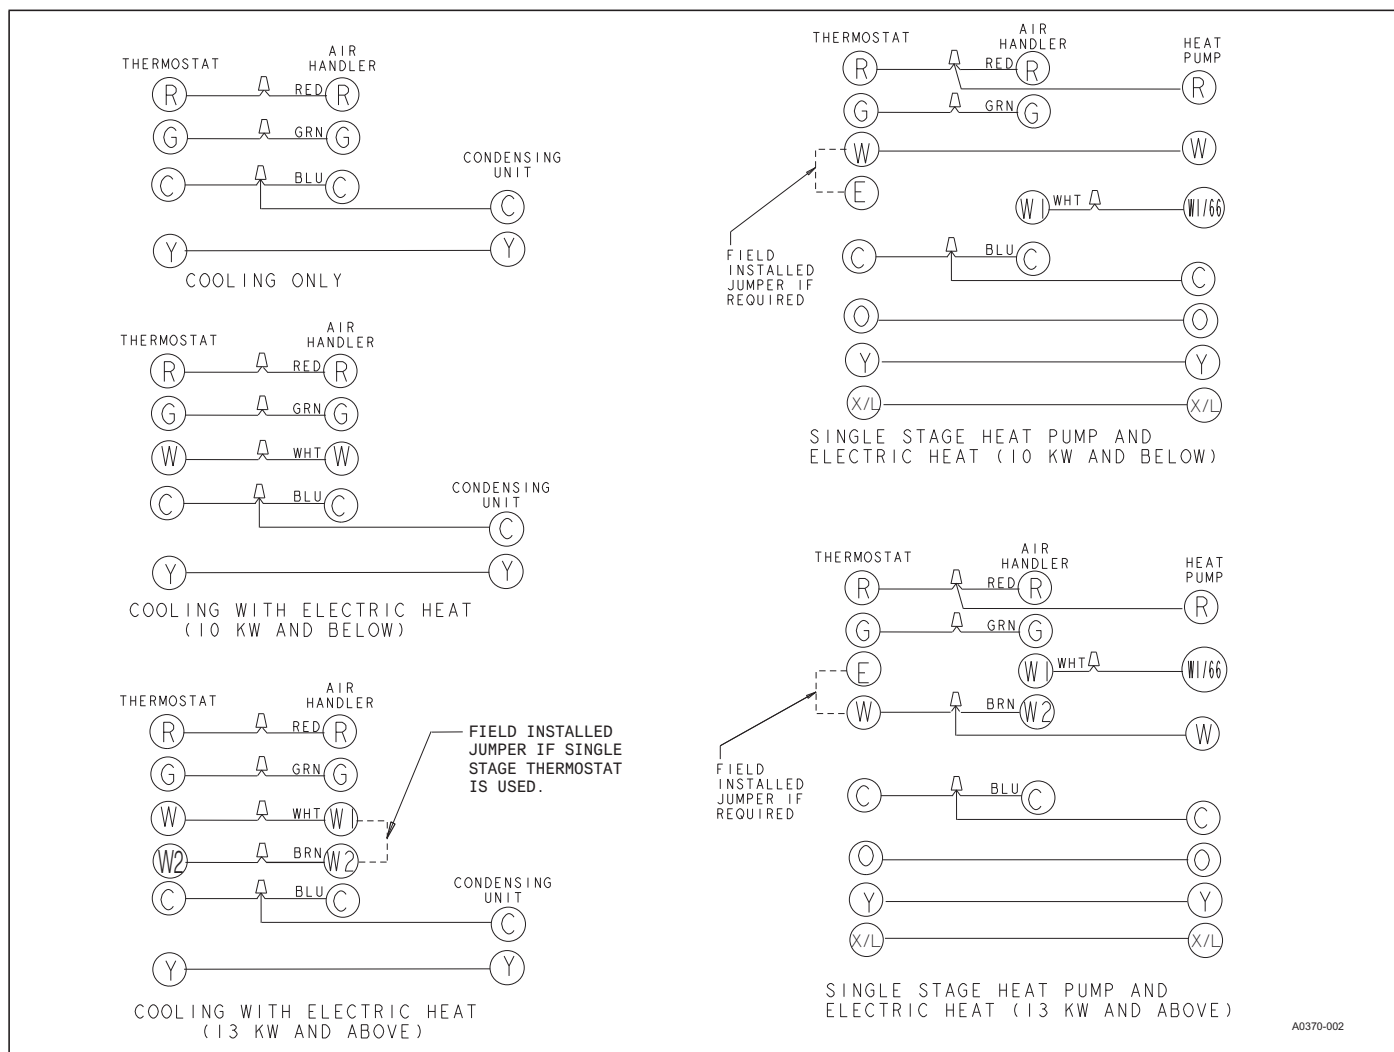 THERMOSTAT
AIR
HANDLER
R
RED
R
G
GRN
G
C
BLU
C
CONDENSING
UNIT
C
Y
Y
COOLING ONLY
THERMOSTAT
AIR
HANDLER
R
RED
R
G
GRN
G
W
WHT
W
C
BLU
C
CONDENSING
UNIT
C
Y
Y
COOLING WITH ELECTRIC HEAT
(10 KW AND BELOW)
THERMOSTAT
AIR
HANDLER
R
RED
R
G
GRN
G
W
WHT
W1
W2
BRN
W2
C
BLU
C
FIELD INSTALLED
JUMPER IF SINGLE
STAGE THERMOSTAT
IS USED.
CONDENSING
UNIT
C
Y
Y
COOLING WITH ELECTRIC HEAT
(13 KW AND ABOVE)
THERMOSTAT
AIR
HANDLER
HEAT
PUMP
R
RED
R
R
G
GRN
G
W
W
E
W1
WHT
W1/66
FIELD
INSTALLED
JUMPER IF
REQUIRED
C
BLU
C
C
O
O
Y
Y
X/L
X/L
SINGLE STAGE HEAT PUMP AND
ELECTRIC HEAT (10 KW AND BELOW)
THERMOSTAT
AIR
HANDLER
HEAT
PUMP
R
RED
R
R
G
GRN
G
E
W1
WHT
W1/66
W
BRN
W2
W
FIELD
INSTALLED
JUMPER IF
REQUIRED
C
BLU
C
C
O
O
Y
Y
X/L
X/L
SINGLE STAGE HEAT PUMP AND
ELECTRIC HEAT (13 KW AND ABOVE)
A0370-002